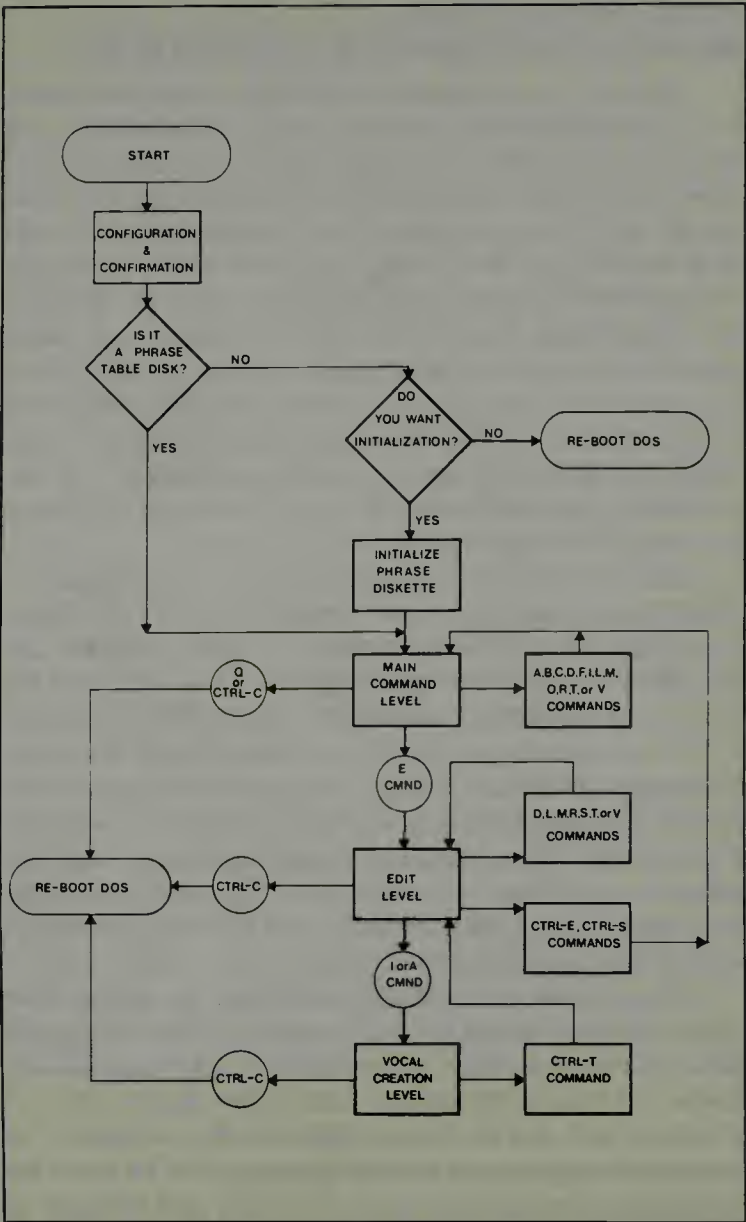 START
CONFIGURATION
&
CONFIRMATION
IS IT
A PHRASE
TABLE DISK?
NO
YES
DO
YOU WANT
INITIALIZATION?
NO
RE-BOOT DOS
YES
INITIALIZE
PHRASE
DISKETTE
Q
or
CTRL-C
MAIN
COMMAND
LEVEL
A.B.C.D.F.I.L.M.
O.R.T. or V
COMMANDS
E
CMND
D.L.M.R.S.T.orV
COMMANDS
RE-BOOT DOS
CTRL-C
EDIT
LEVEL
CTRL-E, CTRL-S
COMMANDS
I orA
CMND
CTRL-C
VOCAL
CREATION
LEVEL
CTRL-T
COMMAND